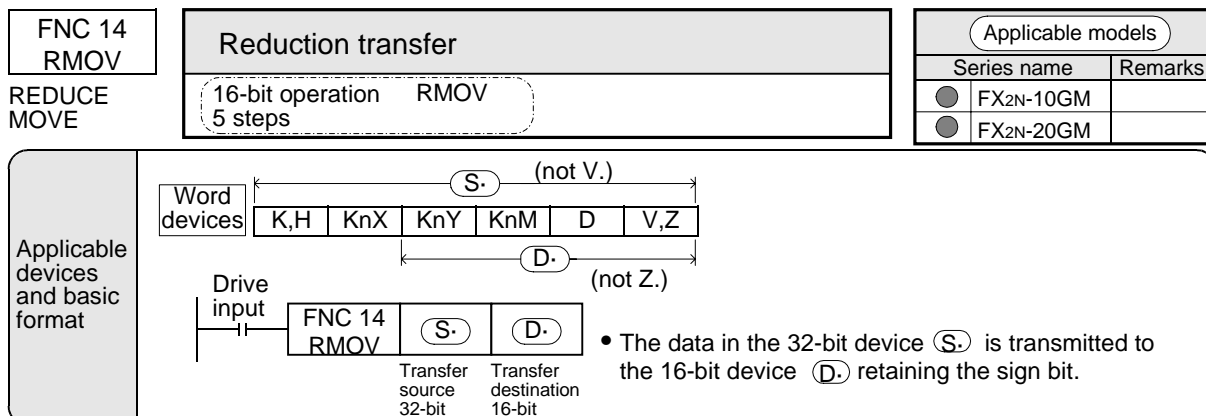 FNC 14
RMOV
REDUCE
MOVE
Reduction transfer
16-bit operation RMOV
5 steps
Applicable models
Series name Remarks
FX2N-10GM
FX2N-20GM
Applicable
devices
and basic
format
Word
devices
S· (not V.)
K,H KnX KnY KnM D V,Z
D·
(not Z.)
Drive
input
FNC 14
RMOV
S· D·
Transfer
source
32-bit
Transfer
destination
16-bit
• The data in the 32-bit device S· is transmitted to
the 16-bit device D· retaining the sign bit.